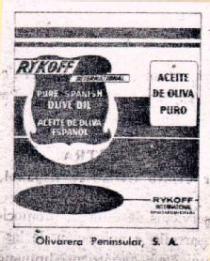 RYKOFF
INTERNATIONAL
PURE SPANISH
OLIVE OIL
ACEITE DE OLIVA
ESPAÑOL
ACEITE
DE OLIVA
PURO
RYKOFF
INTERNATIONAL
Olivarera Peninsular, S. A.